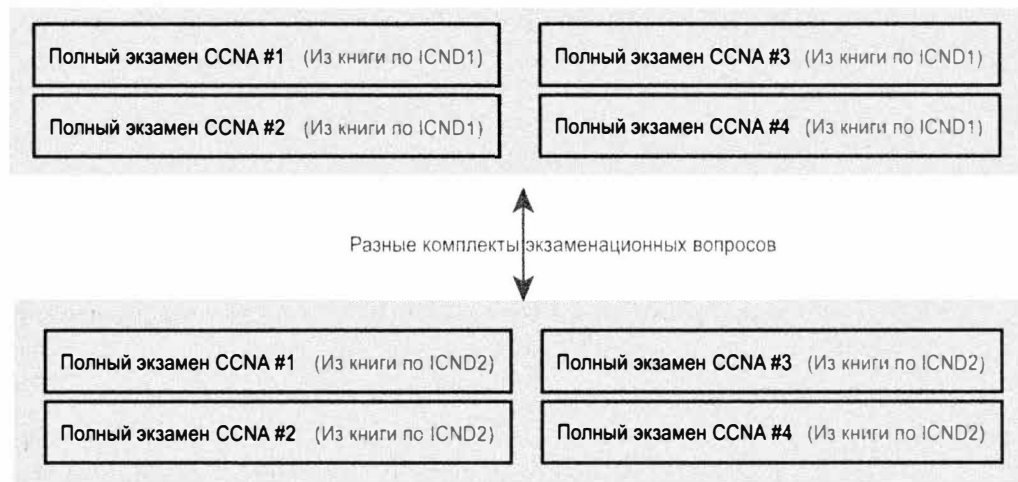 Полный экзамен CCNA #1 (Из книги по ICND1)
Полный экзамен CCNA #3 (Из книги по ICND1)
Полный экзамен CCNA #2 (Из книги по ICND1)
Полный экзамен CCNA #4 (Из книги по ICND1)
Разные комплекты экзаменационных вопросов
Полный экзамен CCNA #1 (Из книги по ICND2)
Полный экзамен CCNA #3 (Из книги по ICND2)
Полный экзамен CCNA #2 (Из книги по ICND2)
Полный экзамен CCNA #4 (Из книги по ICND2)